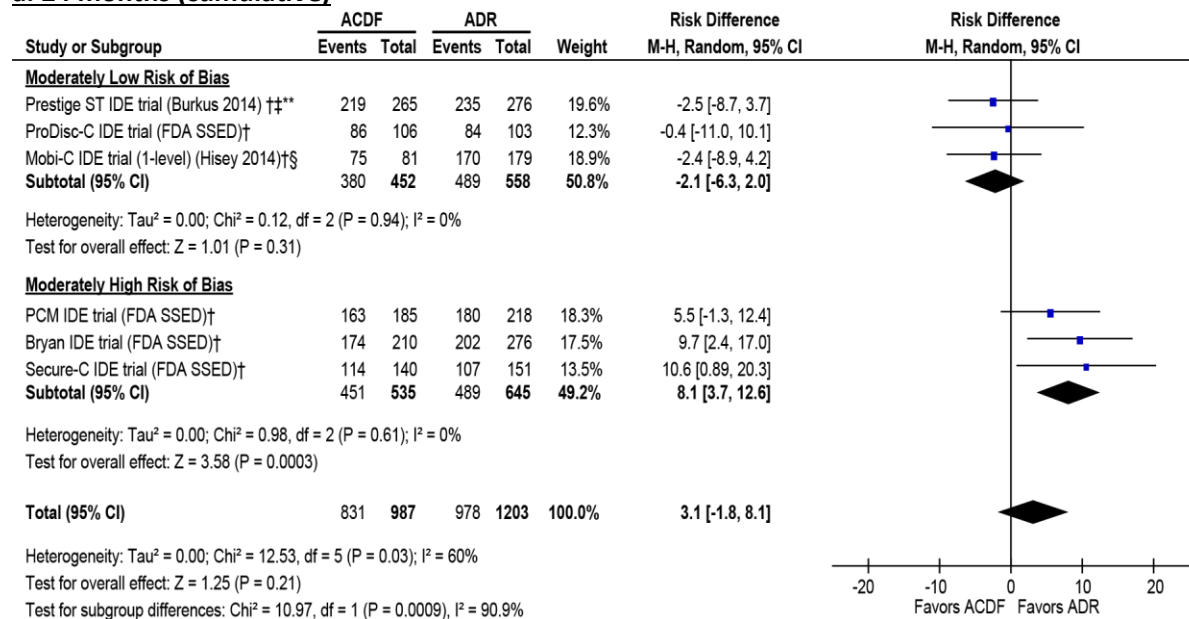 a. 24 months (cumulative)
ACDF ADR Risk Difference Risk Difference
Study or Subgroup Events Total Events Total Weight M-H, Random, 95% CI M-H, Random, 95% CI
Moderately Low Risk of Bias
Prestige ST IDE trial (Burkus 2014) †‡** 219 265 235 276 19.6% -2.5 [-8.7, 3.7]
ProDisc-C IDE trial (FDA SSED)† 86 106 84 103 12.3% -0.4 [-11.0, 10.1]
Mobi-C IDE trial (1-level) (Hisey 2014)†§ 75 81 170 179 18.9% -2.4 [-8.9, 4.2]
Subtotal (95% CI) 380 452 489 558 50.8% -2.1 [-6.3, 2.0]
Heterogeneity: Tau² = 0.00; Chi² = 0.12, df = 2 (P = 0.94); I² = 0%
Test for overall effect: Z = 1.01 (P = 0.31)
Moderately High Risk of Bias
PCM IDE trial (FDA SSED)† 163 185 180 218 18.3% 5.5 [-1.3, 12.4]
Bryan IDE trial (FDA SSED)† 174 210 202 276 17.5% 9.7 [2.4, 17.0]
Secure-C IDE trial (FDA SSED)† 114 140 107 151 13.5% 10.6 [0.89, 20.3]
Subtotal (95% CI) 451 535 489 645 49.2% 8.1 [3.7, 12.6]
Heterogeneity: Tau² = 0.00; Chi² = 0.98, df = 2 (P = 0.61); I² = 0%
Test for overall effect: Z = 3.58 (P = 0.0003)
Total (95% CI) 831 987 978 1203 100.0% 3.1 [-1.8, 8.1]
Heterogeneity: Tau² = 0.00; Chi² = 12.53, df = 5 (P = 0.03); I² = 60%
Test for overall effect: Z = 1.25 (P = 0.21)
Test for subgroup differences: Chi² = 10.97, df = 1 (P = 0.0009), I² = 90.9%
-20 -10 0 10 20
Favors ACDF Favors ADR